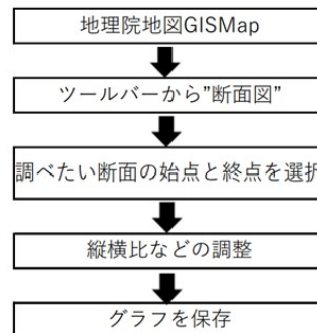 地理院地図GISMap
ツールバーから”断面図”
調べたい断面の始点と終点を選択
縦横比などの調整
グラフを保存